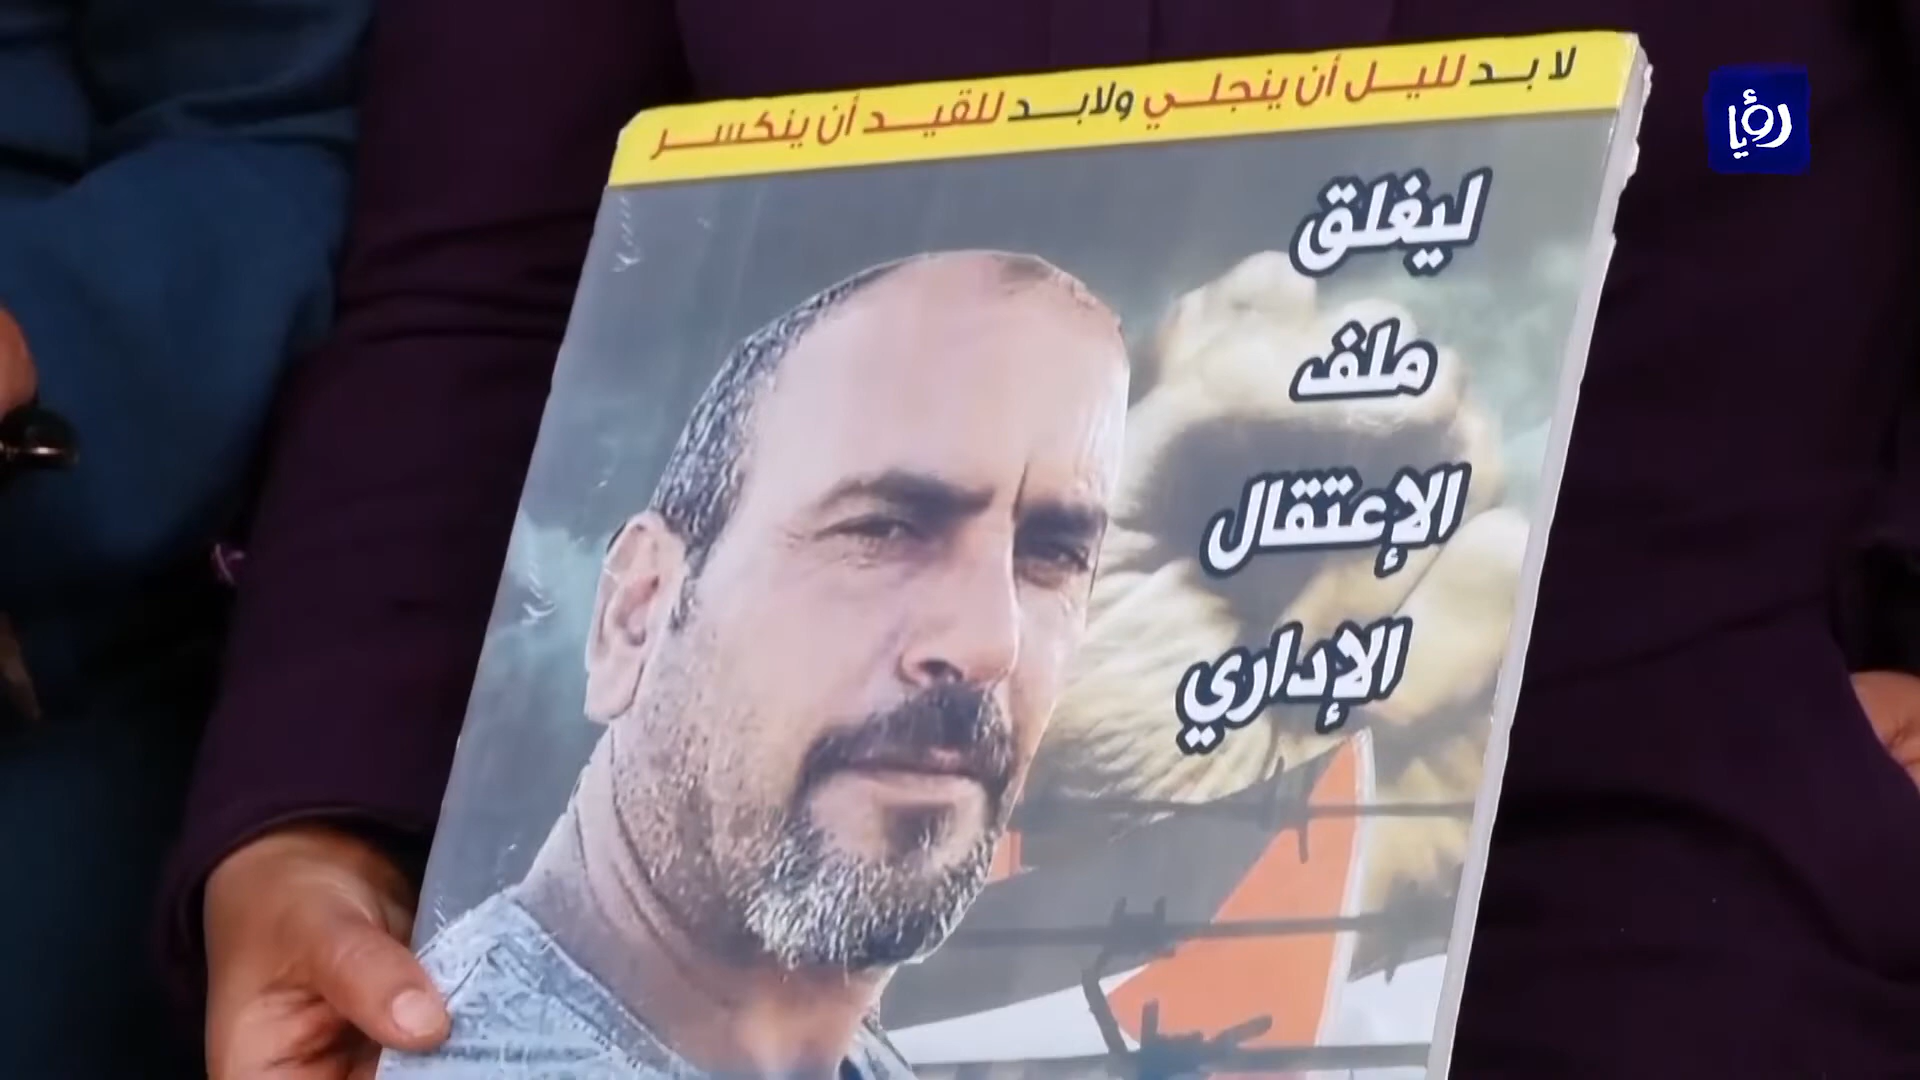 لا بد لليل أن ينجلي ولابد للقيد أن ينكسر
ليغلق
ملف
الإعتقال
الإداري
رؤيا